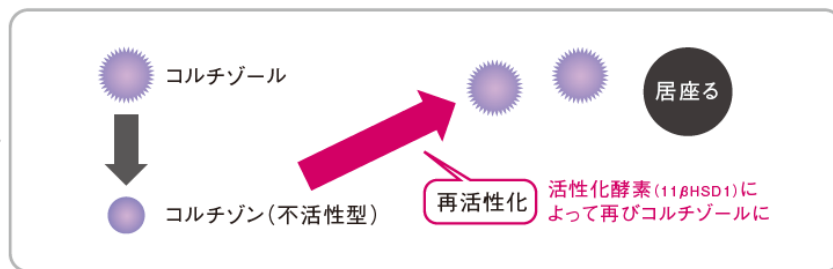 コルチゾール
居座る
コルチゾン(不活性型)
再活性化
活性化酵素(11βHSD1)に
よって再びコルチゾールに